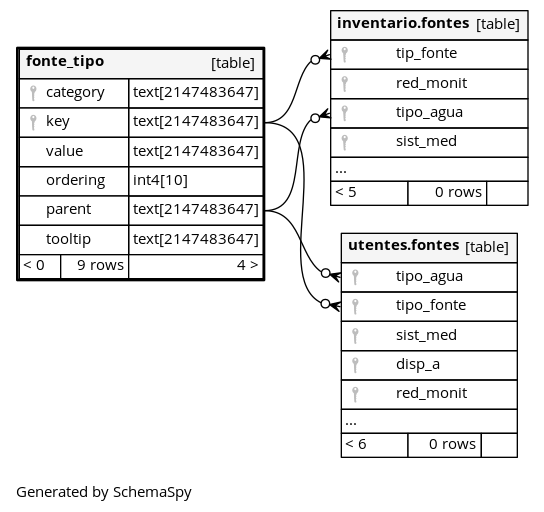 fonte_tipo [table]
category text[2147483647]
key text[2147483647]
value text[2147483647]
ordering int4[10]
parent text[2147483647]
tooltip text[2147483647]
< 0 9 rows 4 >
inventario.fontes [table]
tip_fonte
red_monit
tipo_agua
sist_med
...
< 5 0 rows
utentes.fontes [table]
tipo_agua
tipo_fonte
sist_med
disp_a
red_monit
...
< 6 0 rows
Generated by SchemaSpy